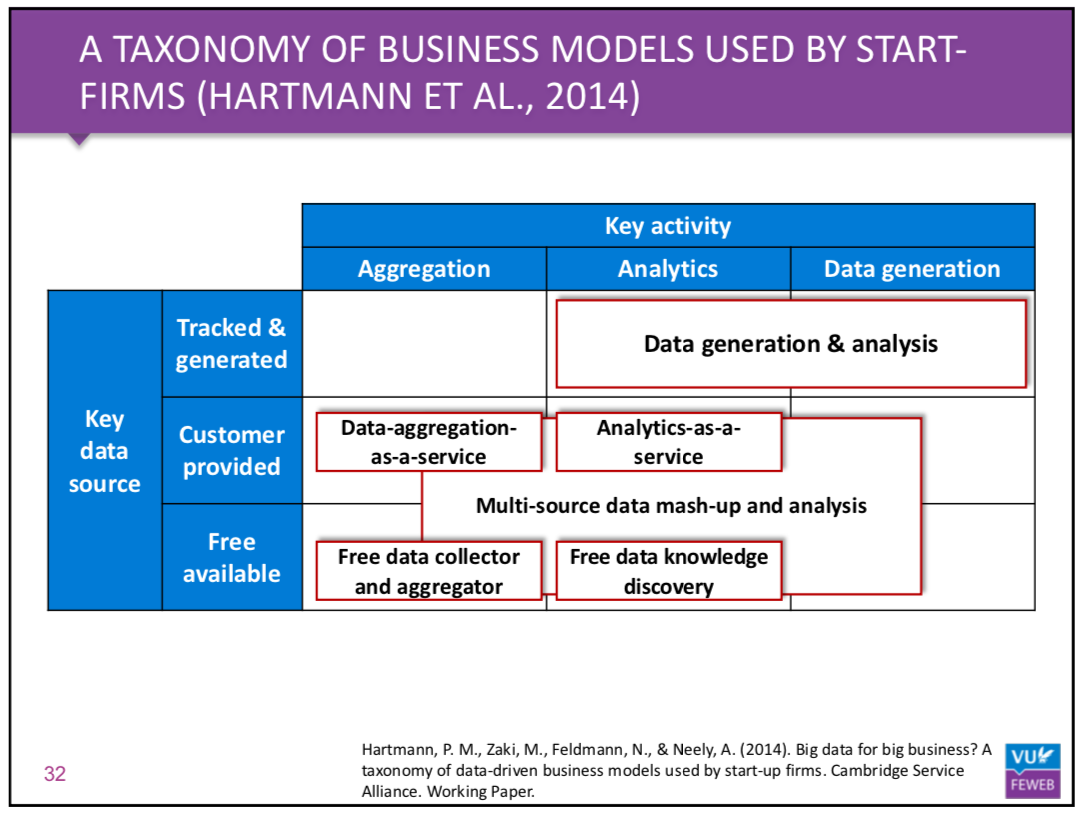 A TAXONOMY OF BUSINESS MODELS USED BY START-
FIRMS (HARTMANN ET AL., 2014)
Key activity
Aggregation Analytics Data generation
Key
data
source
Tracked &
generated
Data generation & analysis
Customer
provided
Data-aggregation-
as-a-service
Analytics-as-a-
service
Multi-source data mash-up and analysis
Free
available
Free data collector
and aggregator
Free data knowledge
discovery
Hartmann, P. M., Zaki, M., Feldmann, N., & Neely, A. (2014). Big data for big business? A
taxonomy of data-driven business models used by start-up firms. Cambridge Service
Alliance. Working Paper.
32
VU
FEWEB